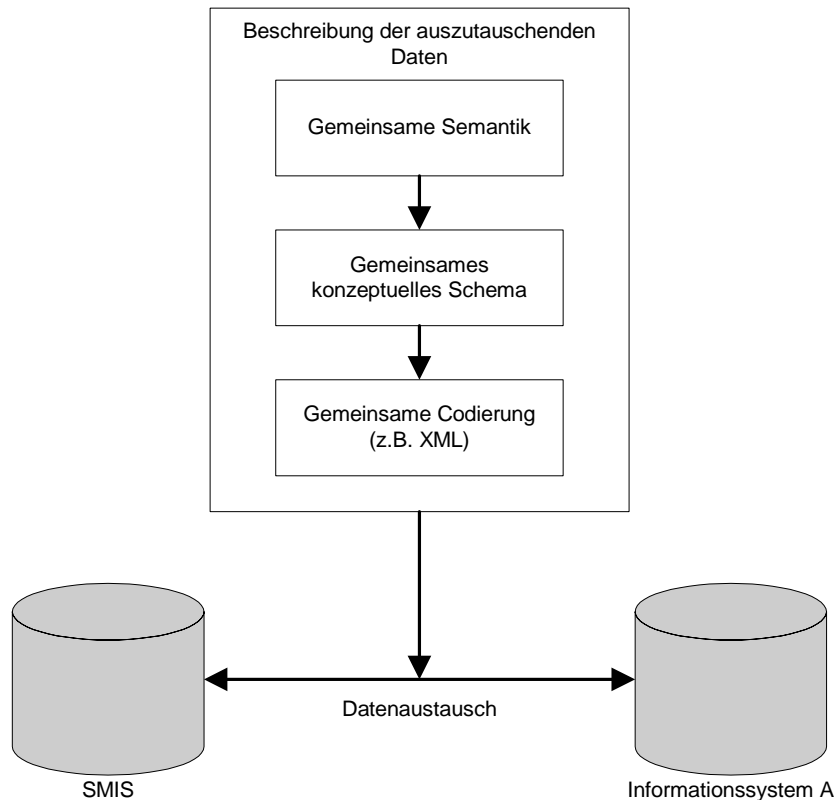 Beschreibung der auszutauschenden
Daten
Gemeinsame Semantik
Gemeinsames
konzeptuelles Schema
Gemeinsame Codierung
(z.B. XML)
Datenaustausch
SMIS
Informationssystem A